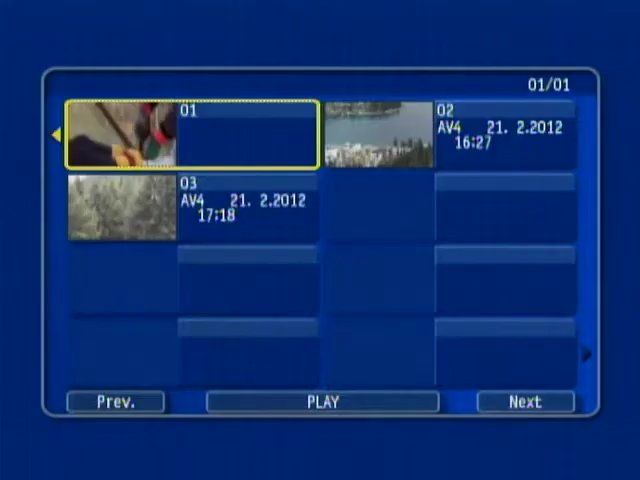 01/01
01
02
AV4 21. 2.2012
16:27
03
AV4 21. 2.2012
17:18
Prev.
PLAY
Next